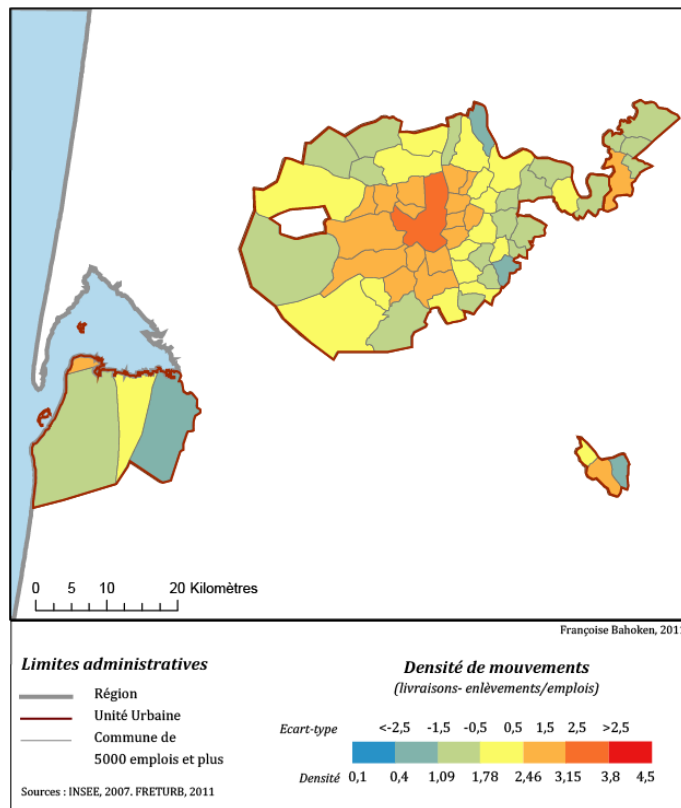 0 5 10 20 Kilomètres
Françoise Bahoken, 2011
Limites administratives
Région
Unité Urbaine
Commune de
5000 emplois et plus
Sources : INSEE, 2007. FRETURB, 2011
Densité de mouvements
(livraisons- enlèvements/emplois)
Ecart-type <-2,5 -1,5 -0,5 0,5 1,5 2,5 >2,5
Densité 0,1 0,4 1,09 1,78 2,46 3,15 3,8 4,5